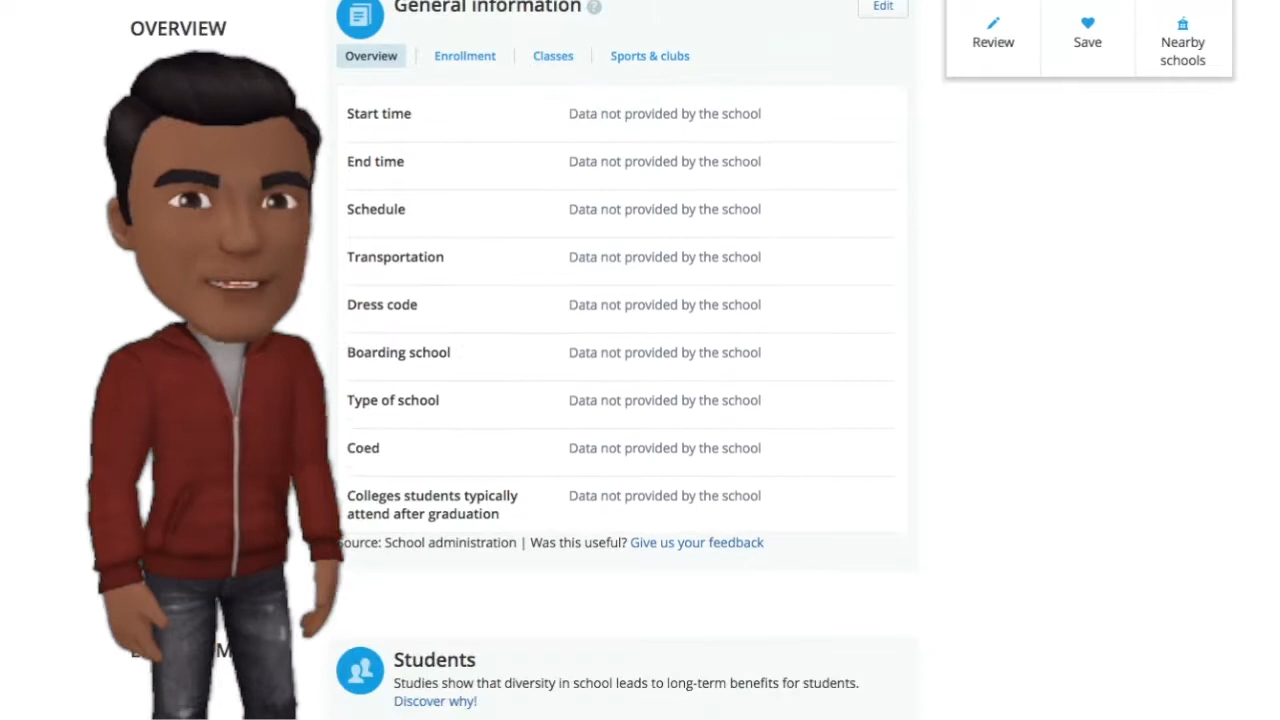 OVERVIEW
General information ?
Edit
Review
Save
Nearby
schools
Overview
Enrollment
Classes
Sports & clubs
Start time Data not provided by the school
End time Data not provided by the school
Schedule Data not provided by the school
Transportation Data not provided by the school
Dress code Data not provided by the school
Boarding school Data not provided by the school
Type of school Data not provided by the school
Coed Data not provided by the school
Colleges students typically Data not provided by the school
attend after graduation
Source: School administration | Was this useful? Give us your feedback
Students
Studies show that diversity in school leads to long-term benefits for students.
Discover why!